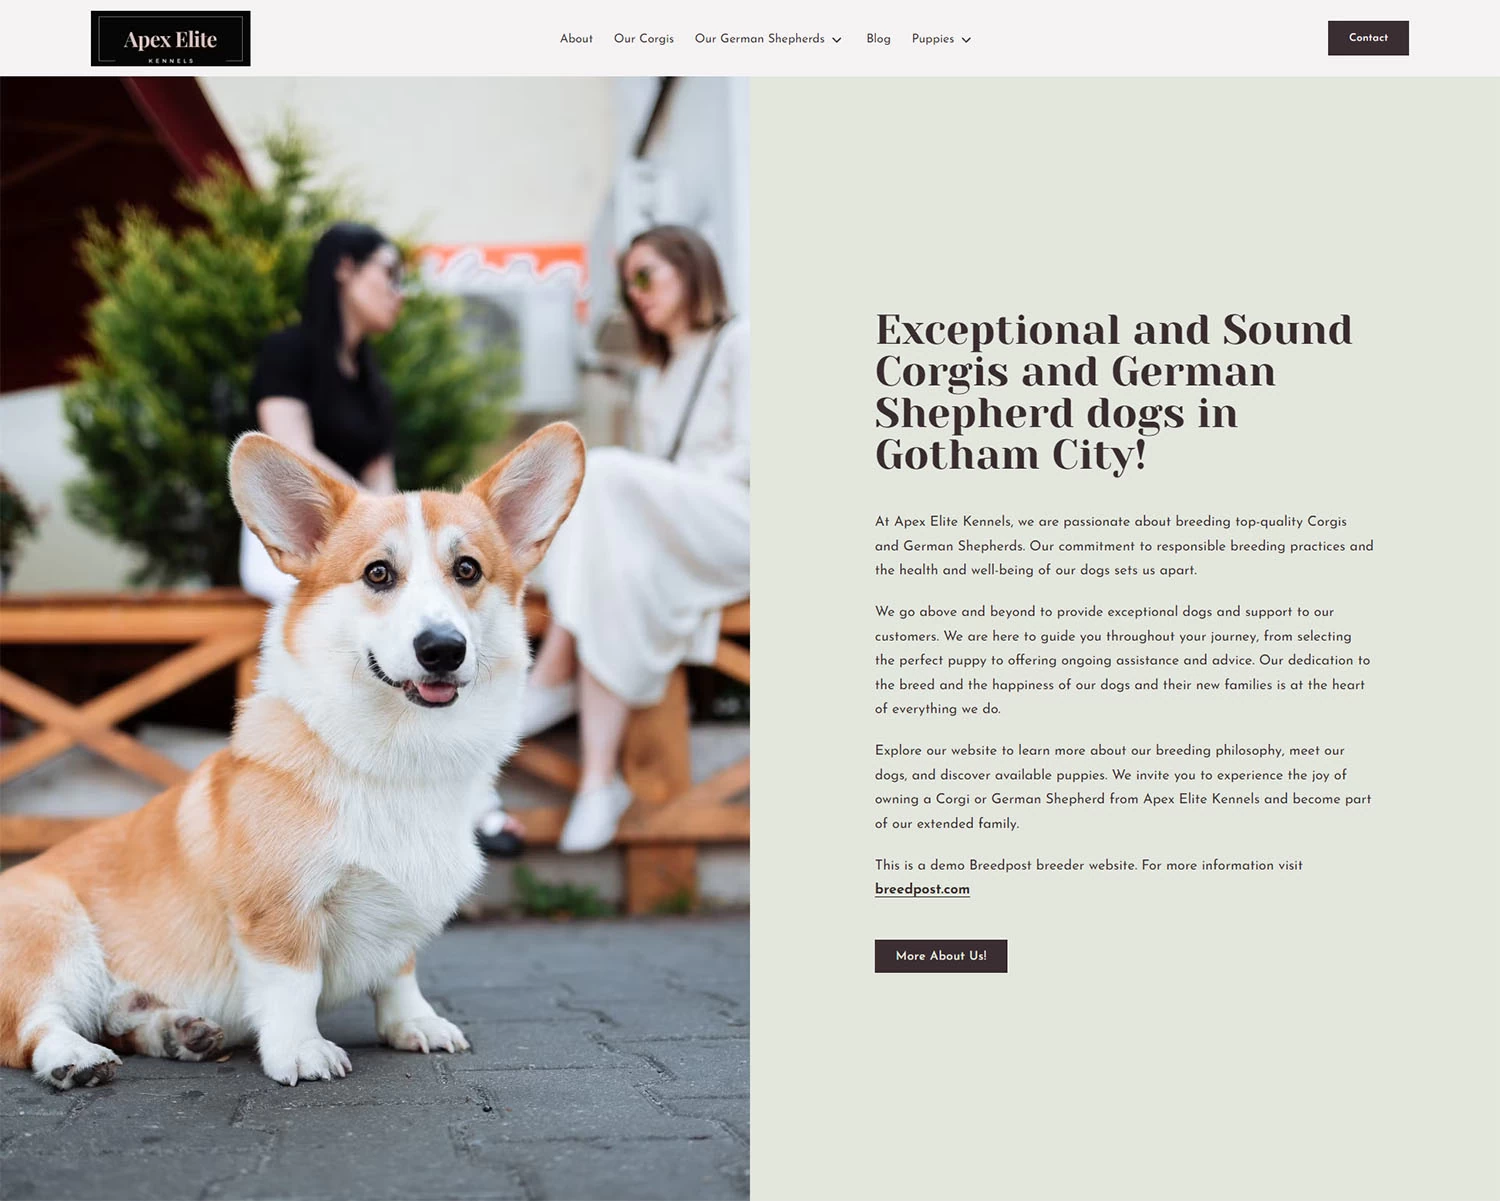 Apex Elite
KENNELS
About
Our Corgis
Our German Shepherds
Blog
Puppies
Contact
Exceptional and Sound
Corgis and German
Shepherd dogs in
Gotham City!
At Apex Elite Kennels, we are passionate about breeding top-quality Corgis
and German Shepherds. Our commitment to responsible breeding practices and
the health and well-being of our dogs sets us apart.
We go above and beyond to provide exceptional dogs and support to our
customers. We are here to guide you throughout your journey, from selecting
the perfect puppy to offering ongoing assistance and advice. Our dedication to
the breed and the happiness of our dogs and their new families is at the heart
of everything we do.
Explore our website to learn more about our breeding philosophy, meet our
dogs, and discover available puppies. We invite you to experience the joy of
owning a Corgi or German Shepherd from Apex Elite Kennels and become part
of our extended family.
This is a demo Breedpost breeder website. For more information visit
breedpost.com
More About Us!